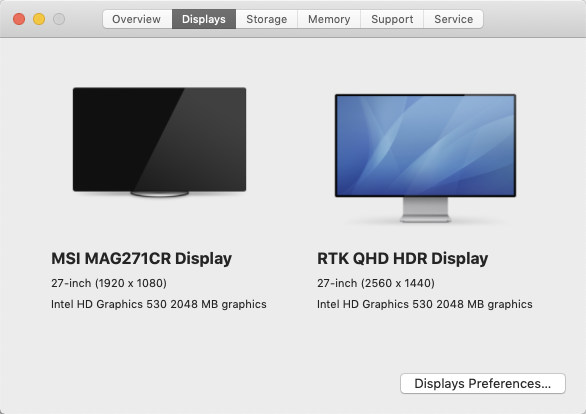 Overview Displays Storage Memory Support Service
MSI MAG271CR Display
27-inch (1920 x 1080)
Intel HD Graphics 530 2048 MB graphics
RTK QHD HDR Display
27-inch (2560 x 1440)
Intel HD Graphics 530 2048 MB graphics
Displays Preferences...